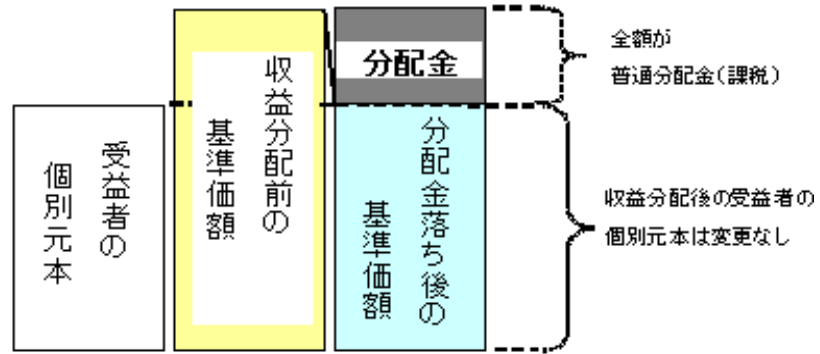 受益者の
個別元本
収益分配前の
基準価額
分配金
分配金落ち後の
基準価額
全額が
普通分配金(課税)
収益分配後の受益者の
個別元本は変更なし